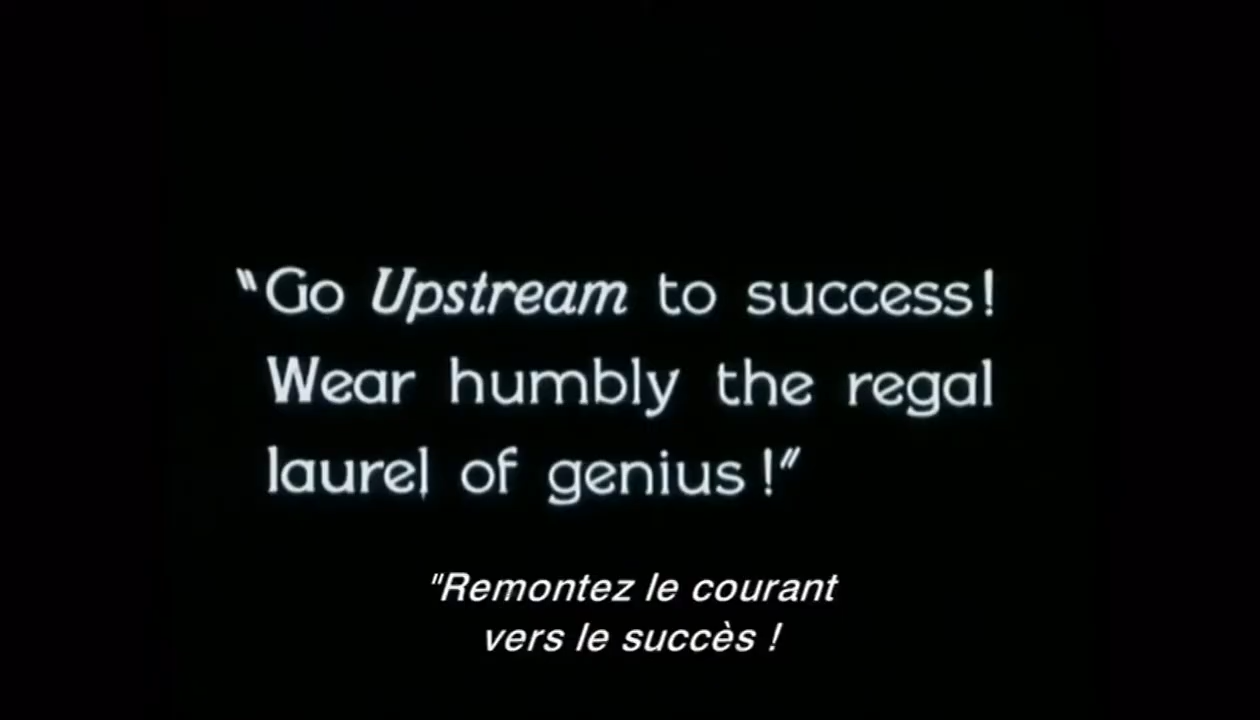 "Go Upstream to success!
Wear humbly the regal
laurel of genius!"
"Remontez le courant
vers le succès !